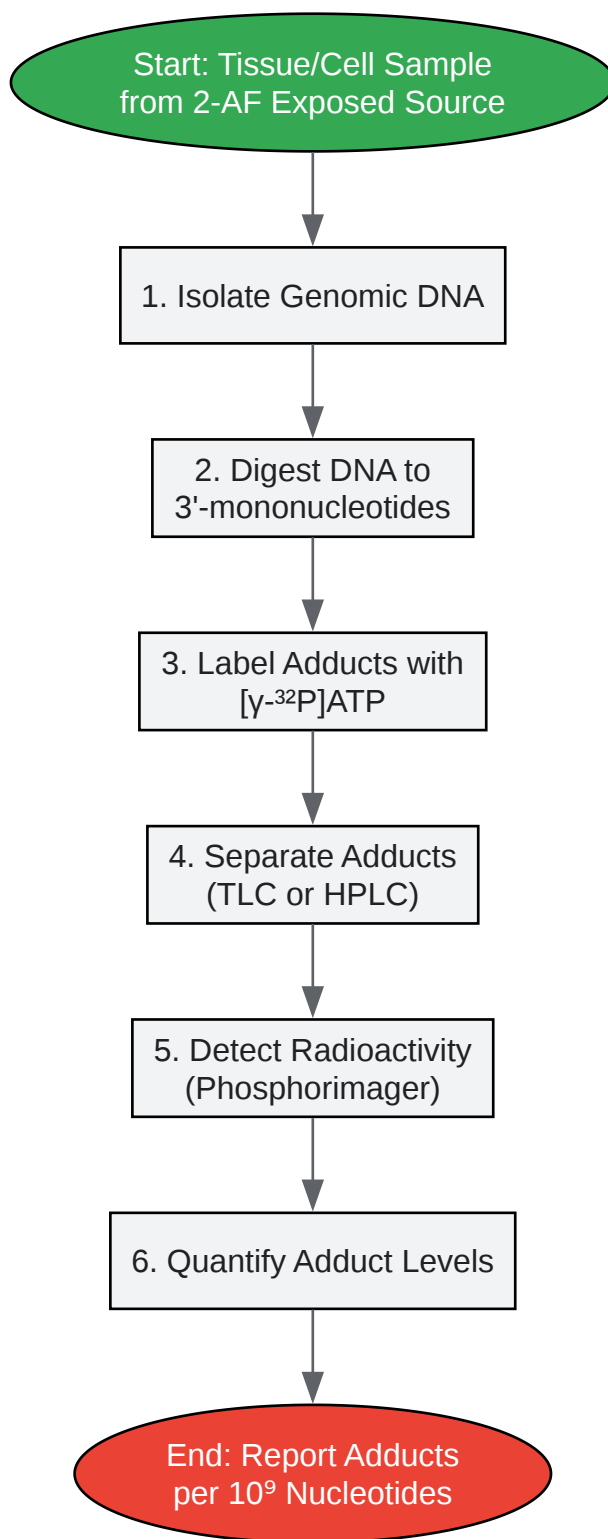 Start: Tissue/Cell Sample
from 2-AF Exposed Source
1. Isolate Genomic DNA
2. Digest DNA to
3'-mononucleotides
3. Label Adducts with
[γ-³²P]ATP
4. Separate Adducts
(TLC or HPLC)
5. Detect Radioactivity
(Phosphorimager)
6. Quantify Adduct Levels
End: Report Adducts
per 10⁹ Nucleotides